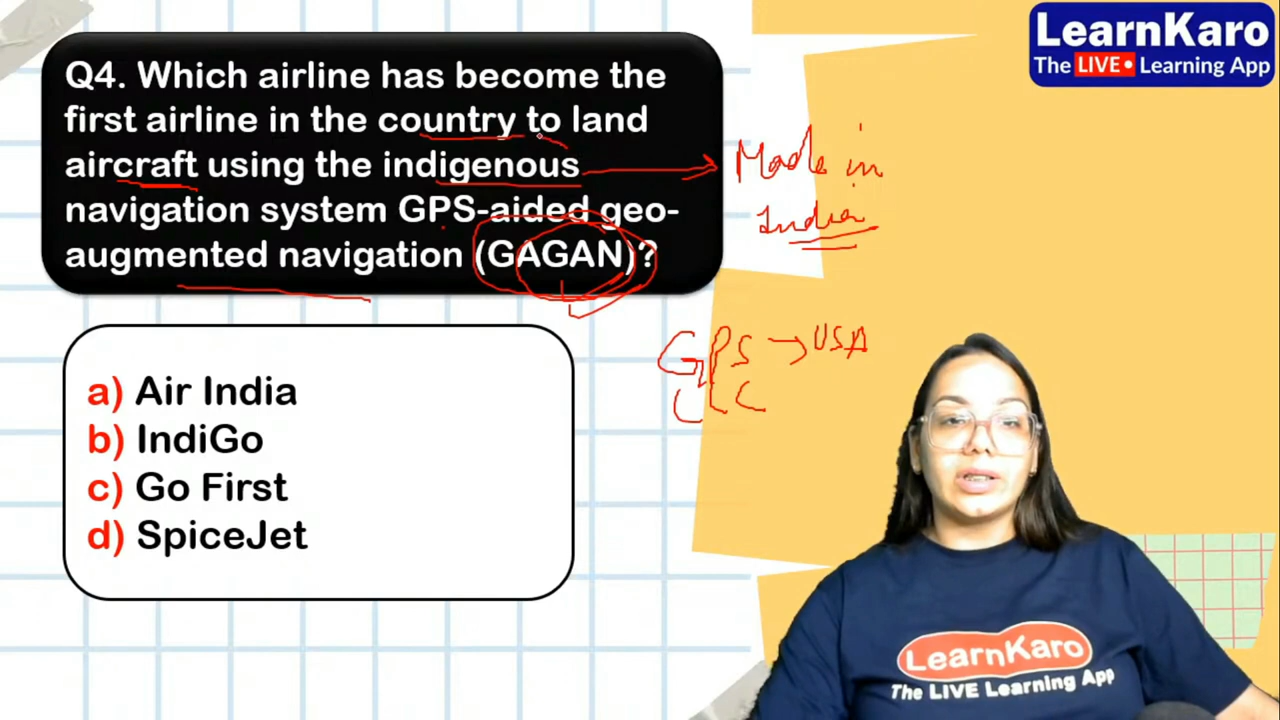 LearnKaro
The LIVE Learning App
Q4. Which airline has become the
first airline in the country to land
aircraft using the indigenous
navigation system GPS-aided geo-
augmented navigation (GAGAN)?
Made in
India
GPS → USA
a) Air India
b) IndiGo
c) Go First
d) SpiceJet
LearnKaro
The LIVE Learning App